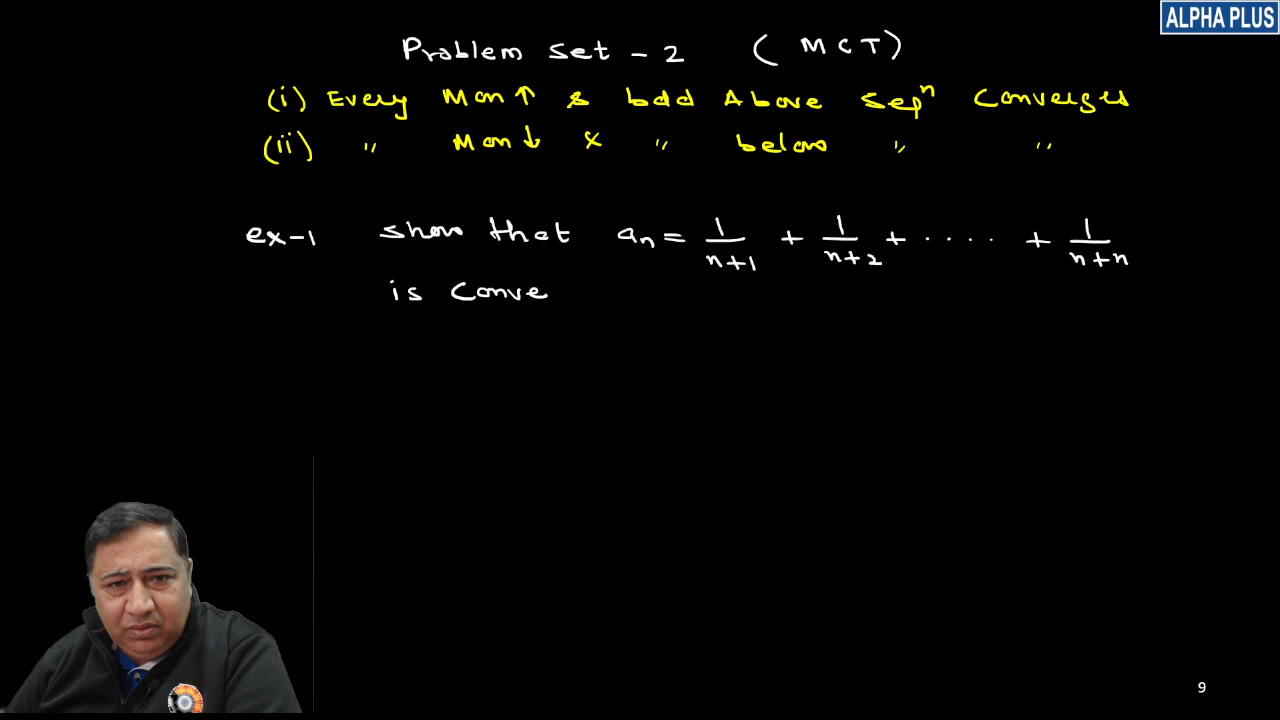 ALPHA PLUS
Problem set - 2 (MCT)
(i) Every Mon↑ & bdd Above seqⁿ Converges
(ii) " Mon↓ & " below " "
ex-1 show that aₙ = 1/(n+1) + 1/(n+2) + ..... + 1/(n+n)
is Conve
9